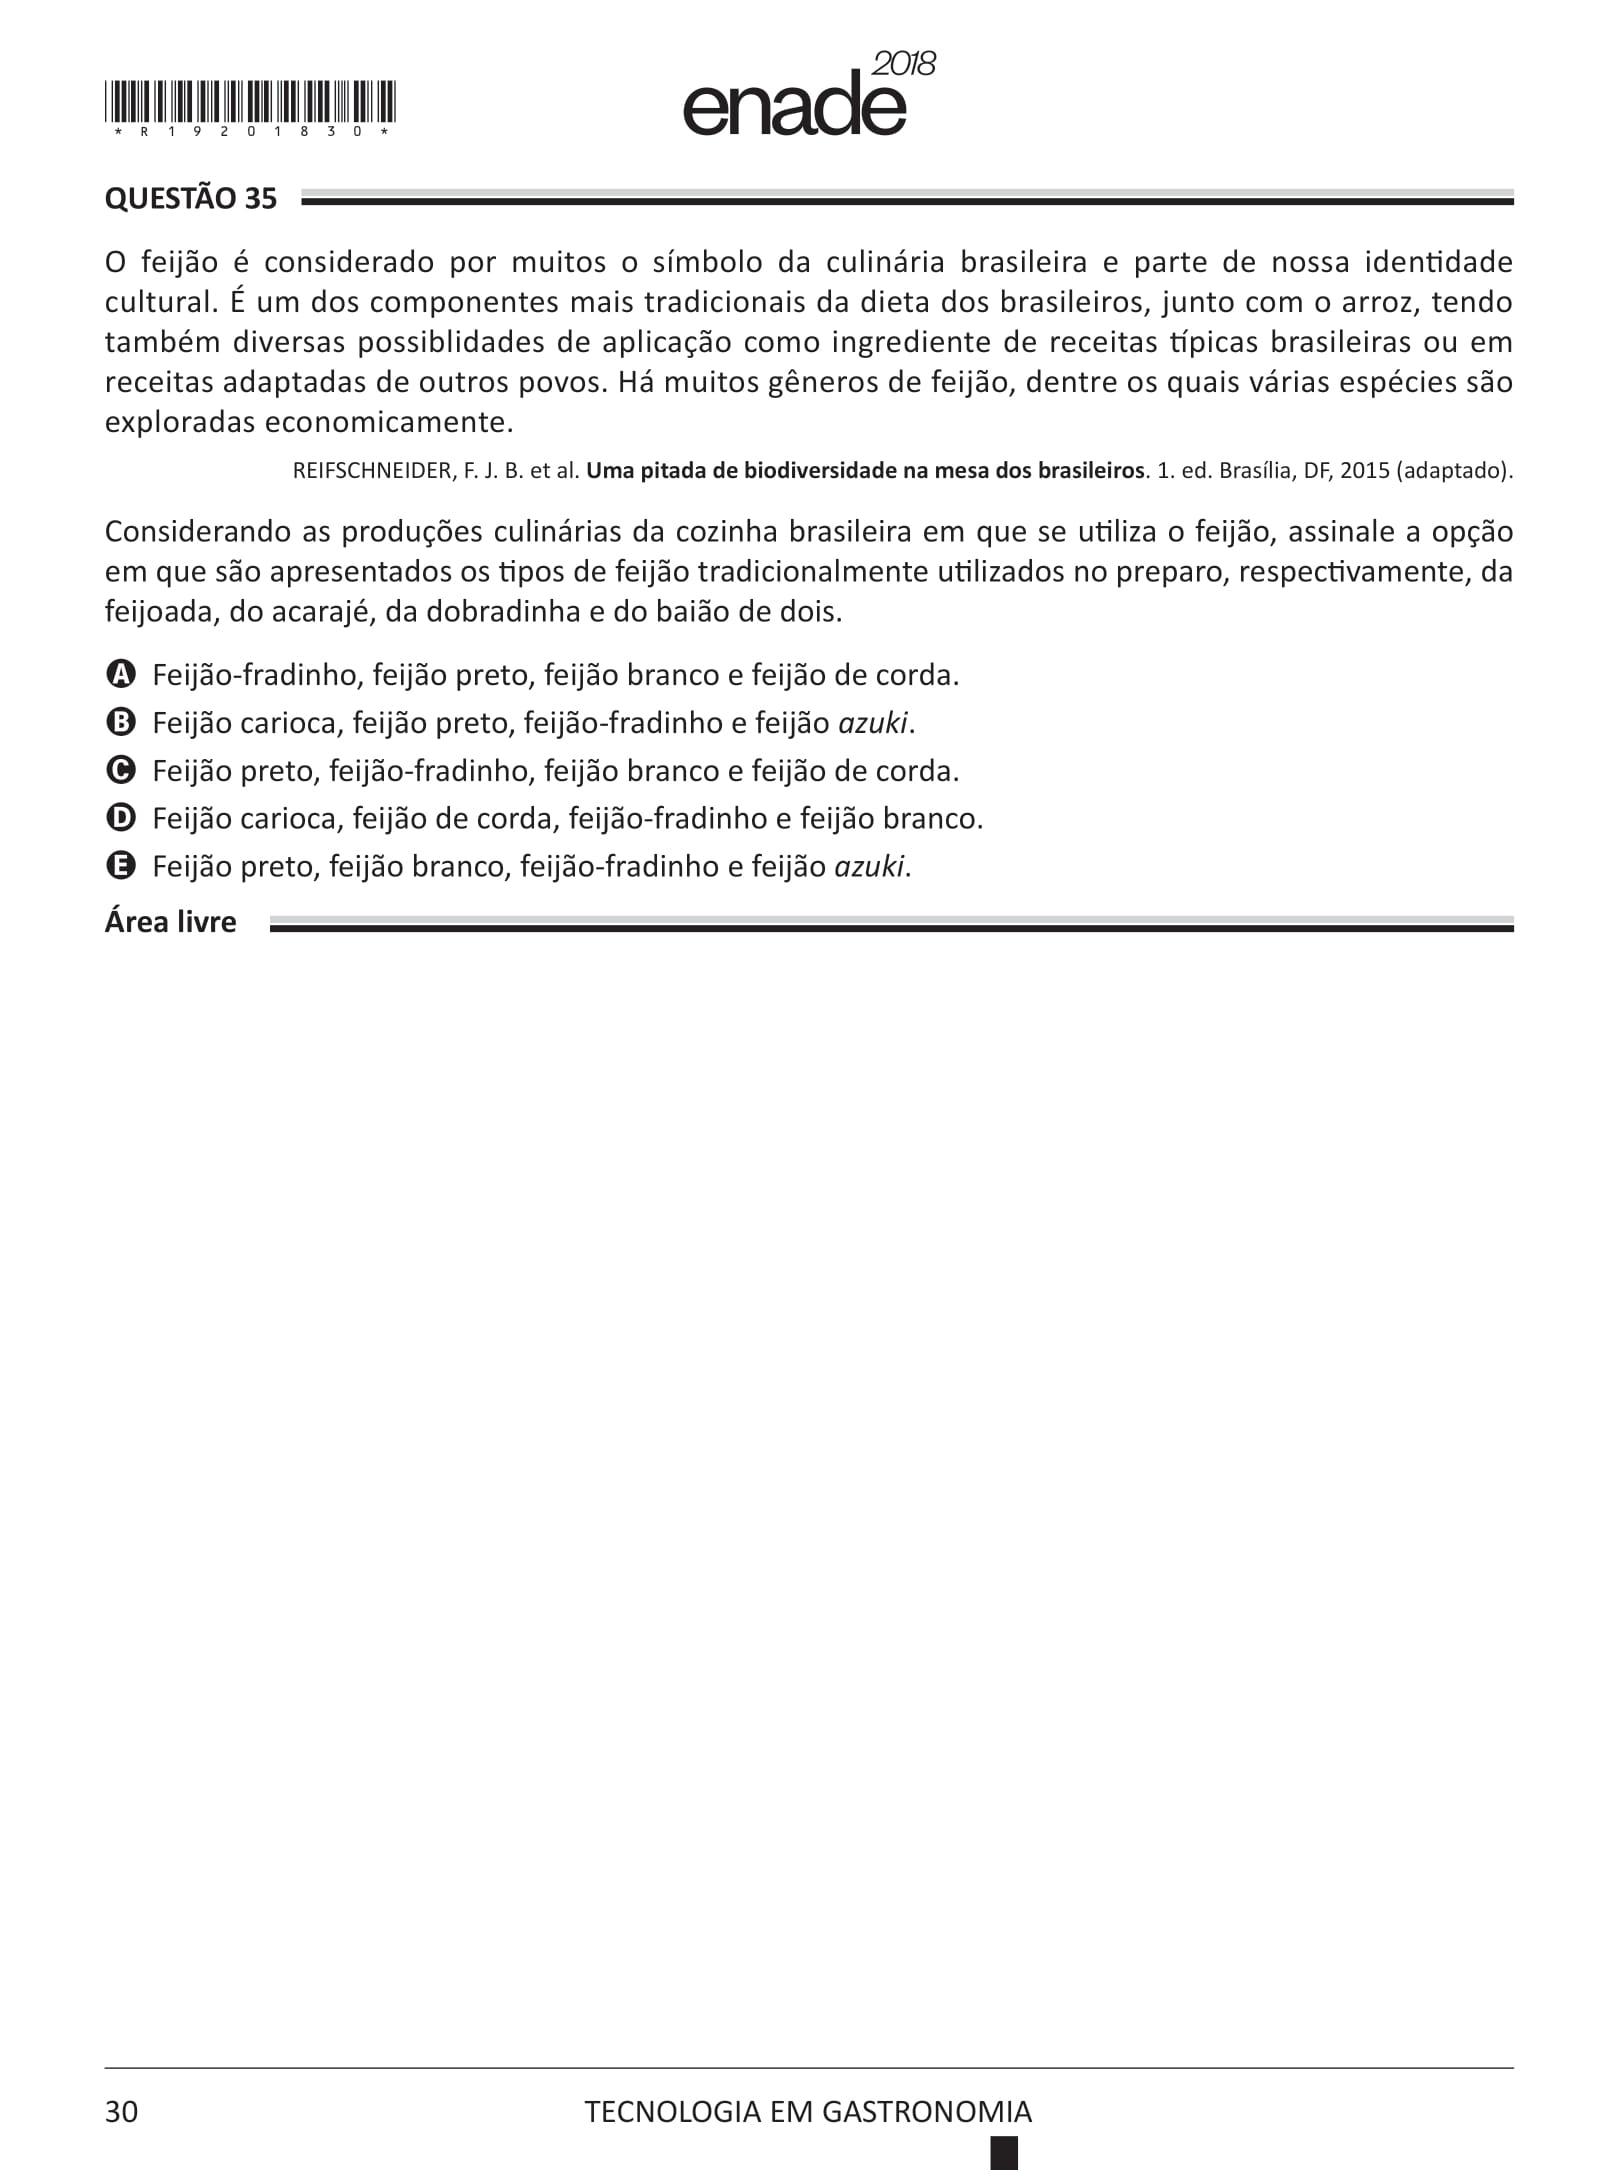 * R 1 9 2 0 1 8 3 0 *
enade 2018
QUESTÃO 35
O feijão é considerado por muitos o símbolo da culinária brasileira e parte de nossa identidade
cultural. É um dos componentes mais tradicionais da dieta dos brasileiros, junto com o arroz, tendo
também diversas possiblidades de aplicação como ingrediente de receitas típicas brasileiras ou em
receitas adaptadas de outros povos. Há muitos gêneros de feijão, dentre os quais várias espécies são
exploradas economicamente.
REIFSCHNEIDER, F. J. B. et al. Uma pitada de biodiversidade na mesa dos brasileiros. 1. ed. Brasília, DF, 2015 (adaptado).
Considerando as produções culinárias da cozinha brasileira em que se utiliza o feijão, assinale a opção
em que são apresentados os tipos de feijão tradicionalmente utilizados no preparo, respectivamente, da
feijoada, do acarajé, da dobradinha e do baião de dois.
A Feijão-fradinho, feijão preto, feijão branco e feijão de corda.
B Feijão carioca, feijão preto, feijão-fradinho e feijão azuki.
C Feijão preto, feijão-fradinho, feijão branco e feijão de corda.
D Feijão carioca, feijão de corda, feijão-fradinho e feijão branco.
E Feijão preto, feijão branco, feijão-fradinho e feijão azuki.
Área livre
30
TECNOLOGIA EM GASTRONOMIA